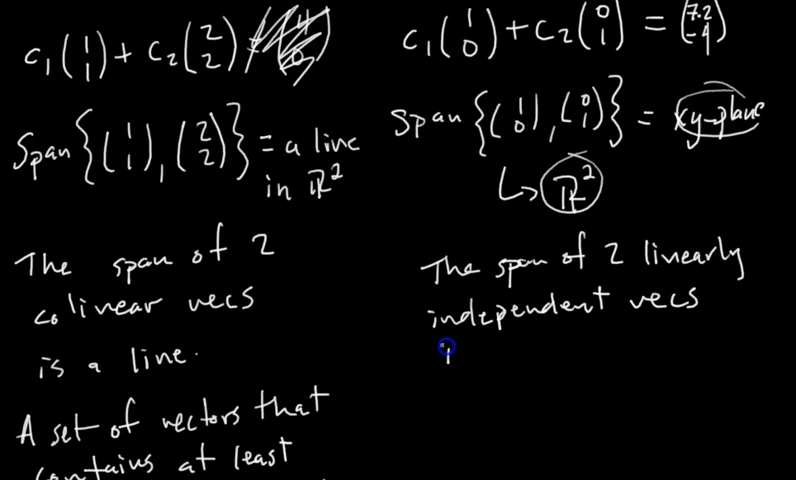 c₁(1 1) + c₂(2 2)
Span{(1 1), (2 2)} = a line
in ℝ²
The span of 2
colinear vecs
is a line.
A set of vectors that
contains at least
c₁(1 0) + c₂(0 1) = (7.2 -4)
Span{(1 0), (0 1)} = xy-plane
↳ ℝ²
The span of 2 linearly
independent vecs
i